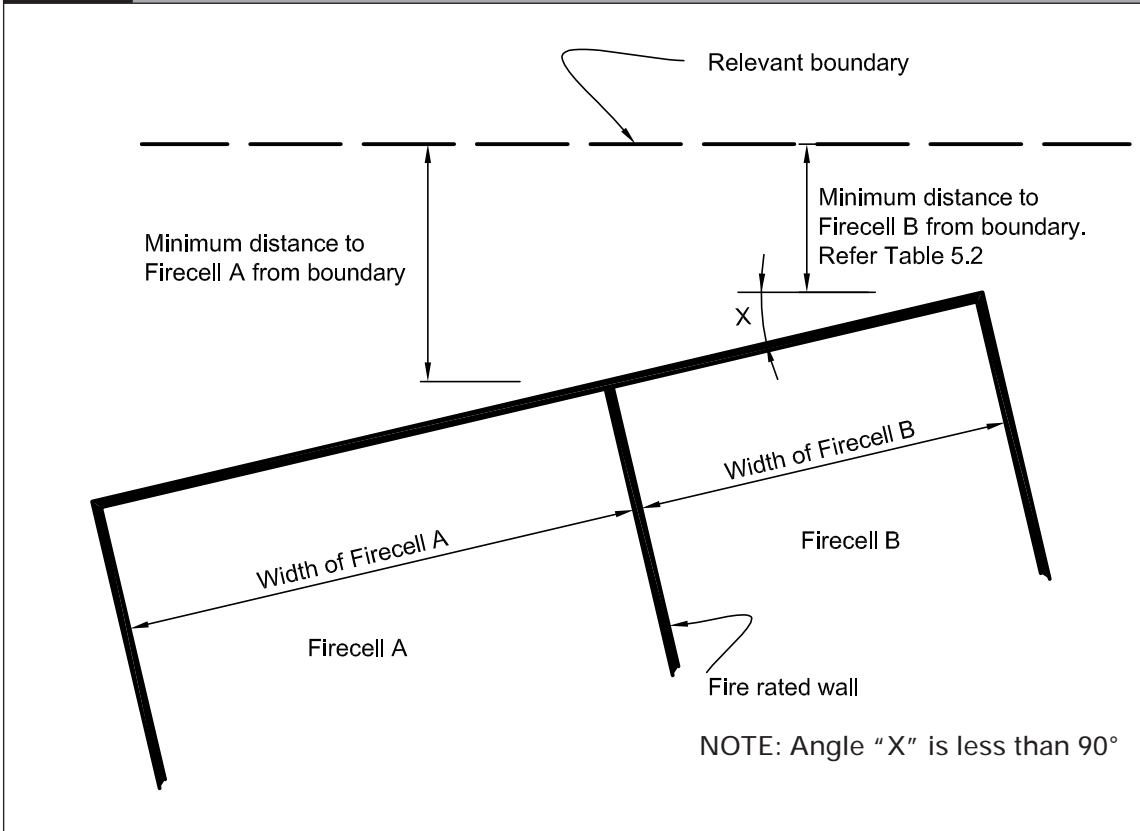 Relevant boundary
Minimum distance to
Firecell A from boundary
Minimum distance to
Firecell B from boundary.
Refer Table 5.2
X
Width of Firecell B
Width of Firecell A
Firecell B
Firecell A
Fire rated wall
NOTE: Angle “X” is less than 90°